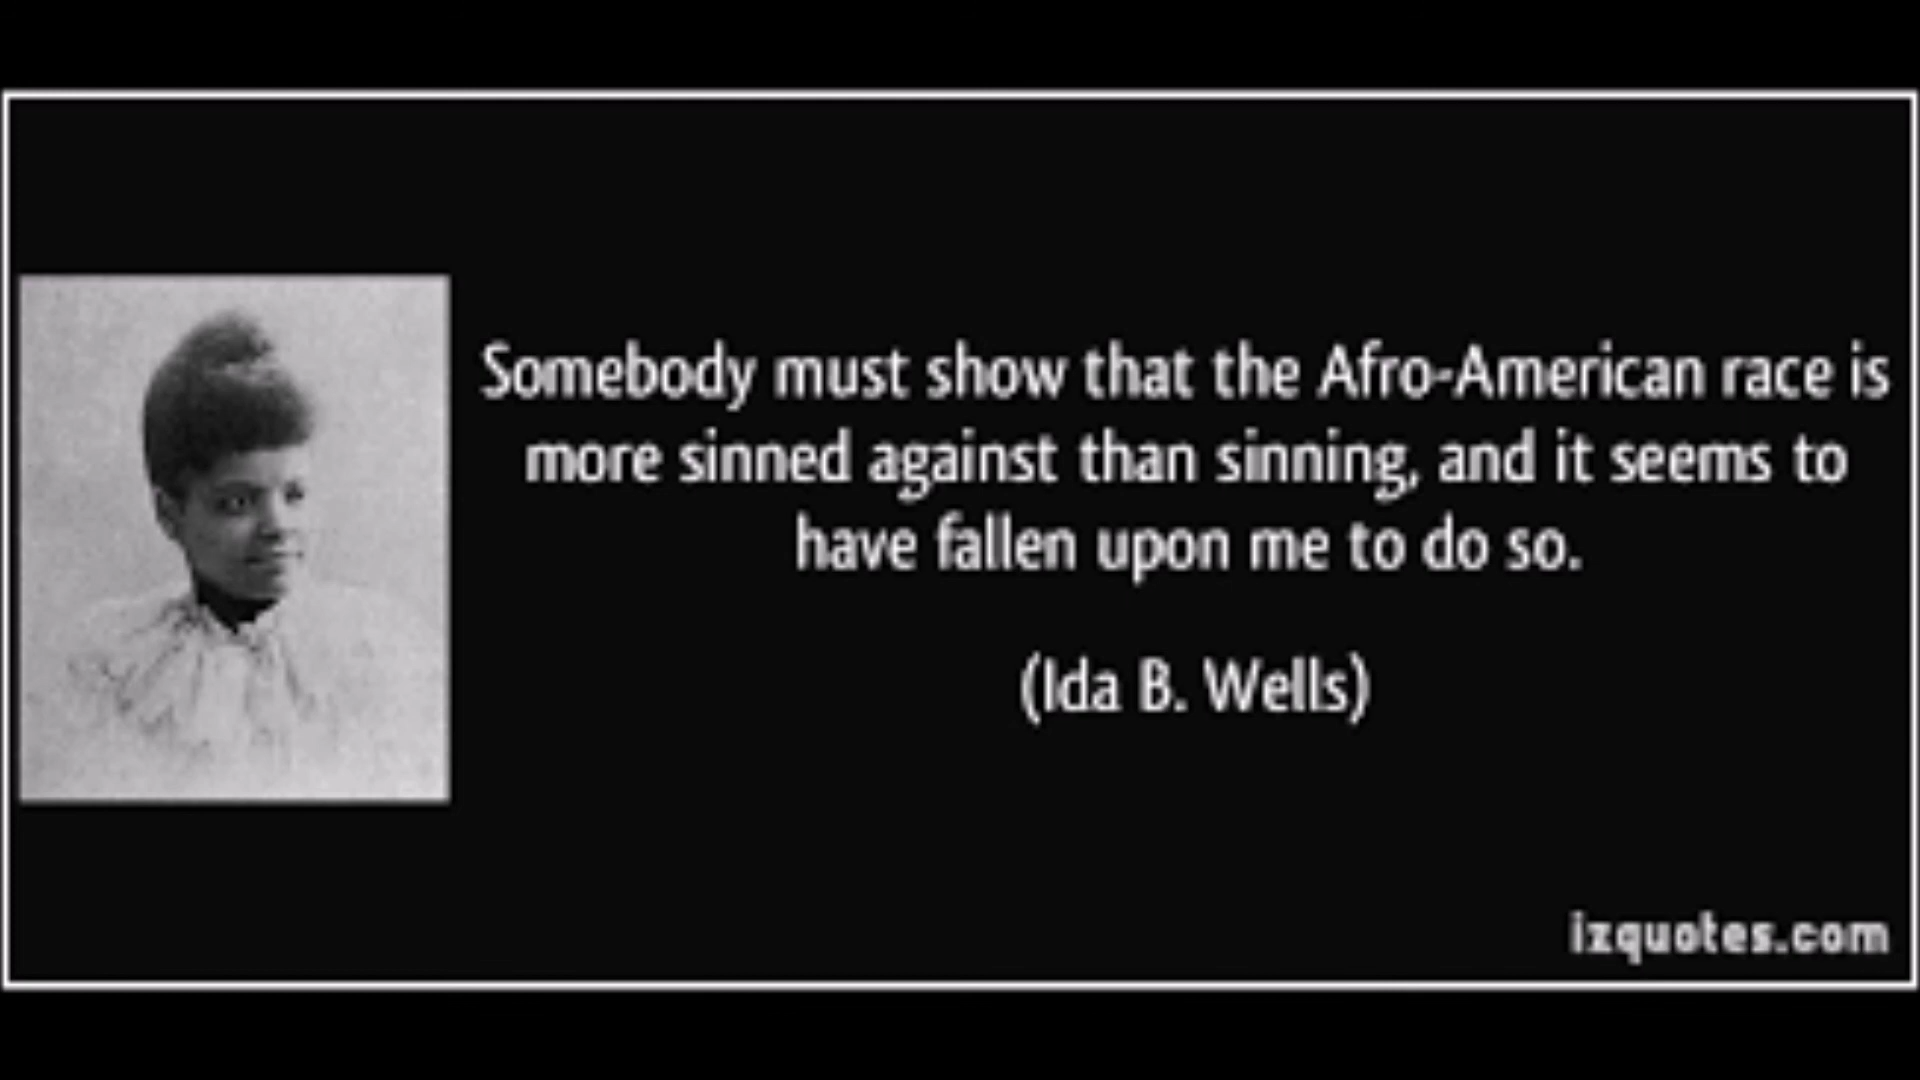 Somebody must show that the Afro-American race is
more sinned against than sinning, and it seems to
have fallen upon me to do so.
(Ida B. Wells)
izquotes.com